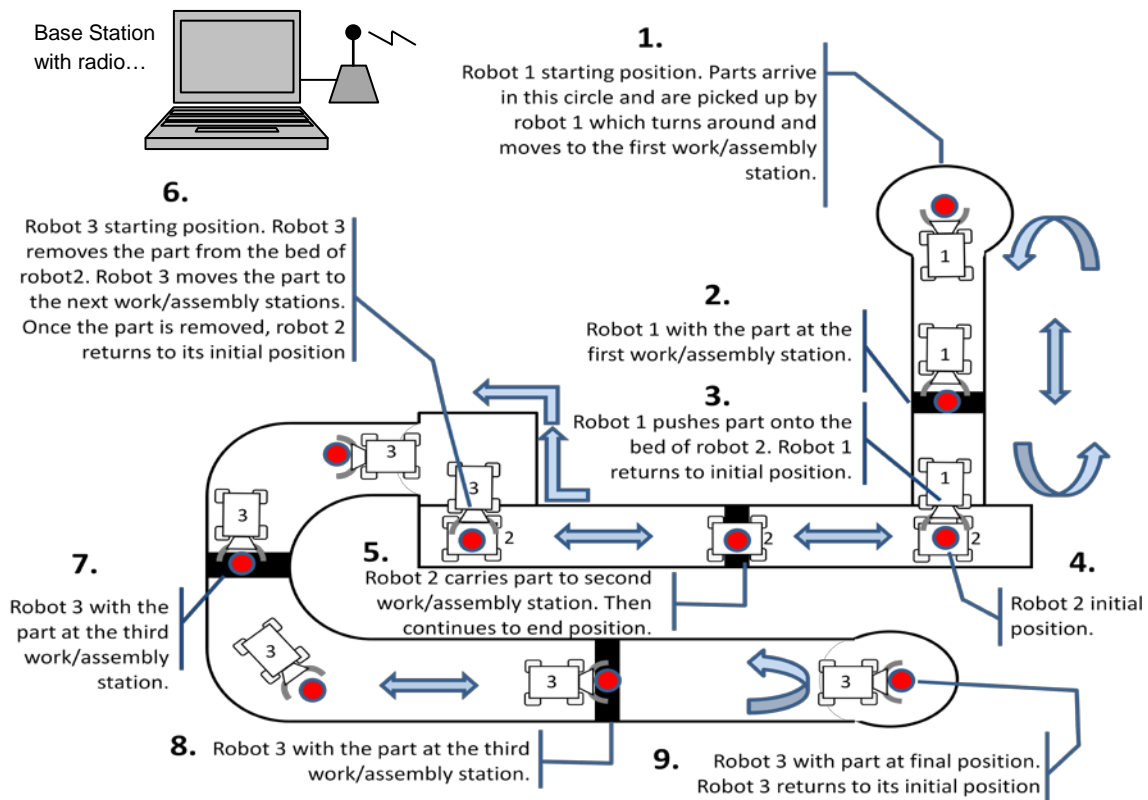 Base Station
with radio…
1.
Robot 1 starting position. Parts arrive
in this circle and are picked up by
robot 1 which turns around and
moves to the first work/assembly
station.
6.
Robot 3 starting position. Robot 3
removes the part from the bed of
robot2. Robot 3 moves the part to
the next work/assembly stations.
Once the part is removed, robot 2
returns to its initial position
1
2.
Robot 1 with the part at the
first work/assembly station.
1
3.
Robot 1 pushes part onto the
bed of robot 2. Robot 1
returns to initial position.
3
3
1
3
2
2
2
5.
Robot 2 carries part to second
work/assembly station. Then
continues to end position.
4.
Robot 2 initial
position.
7.
Robot 3 with the
part at the third
work/assembly
station.
3
3
3
8.
Robot 3 with the part at the third
work/assembly station.
9.
Robot 3 with part at final position.
Robot 3 returns to its initial position